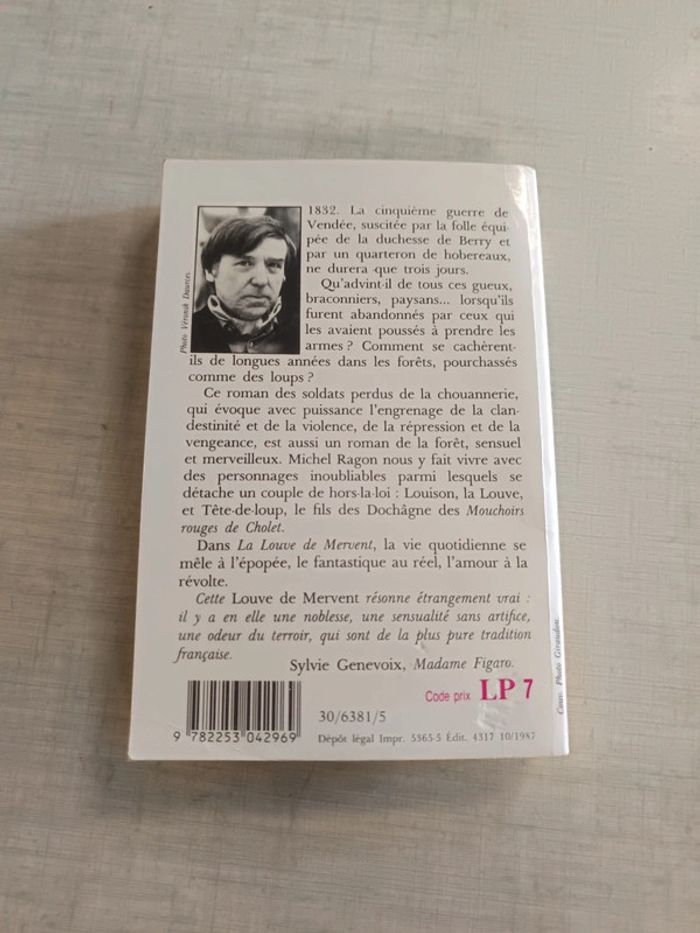 1832. La cinquième guerre de
Vendée, suscitée par la folle équi-
pée de la duchesse de Berry et
par un quarteron de hobereaux,
ne durera que trois jours.
Qu'advint-il de tous ces gueux,
braconniers, paysans... lorsqu'ils
furent abandonnés par ceux qui
les avaient poussés à prendre les
armes ? Comment se cachèrent-
ils de longues années dans les forêts, pourchassés
comme des loups ?
Photo Véronik Daurces.
Ce roman des soldats perdus de la chouannerie,
qui évoque avec puissance l'engrenage de la clan-
destinité et de la violence, de la répression et de la
vengeance, est aussi un roman de la forêt, sensuel
et merveilleux. Michel Ragon nous y fait vivre avec
des personnages inoubliables parmi lesquels se
détache un couple de hors-la-loi : Louison, la Louve,
et Tête-de-loup, le fils des Dochâgne des Mouchoirs
rouges de Cholet.
Dans La Louve de Mervent, la vie quotidienne se
mêle à l'épopée, le fantastique au réel, l'amour à la
révolte.
Cette Louve de Mervent résonne étrangement vrai :
il y a en elle une noblesse, une sensualité sans artifice,
une odeur du terroir, qui sont de la plus pure tradition
française.
Sylvie Genevoix, Madame Figaro.
Code prix LP 7
30/6381/5
9 782253 042969
Dépôt légal Impr. 5565-5 Édit. 4317 10/1987
Couv. Photo Giraudon.